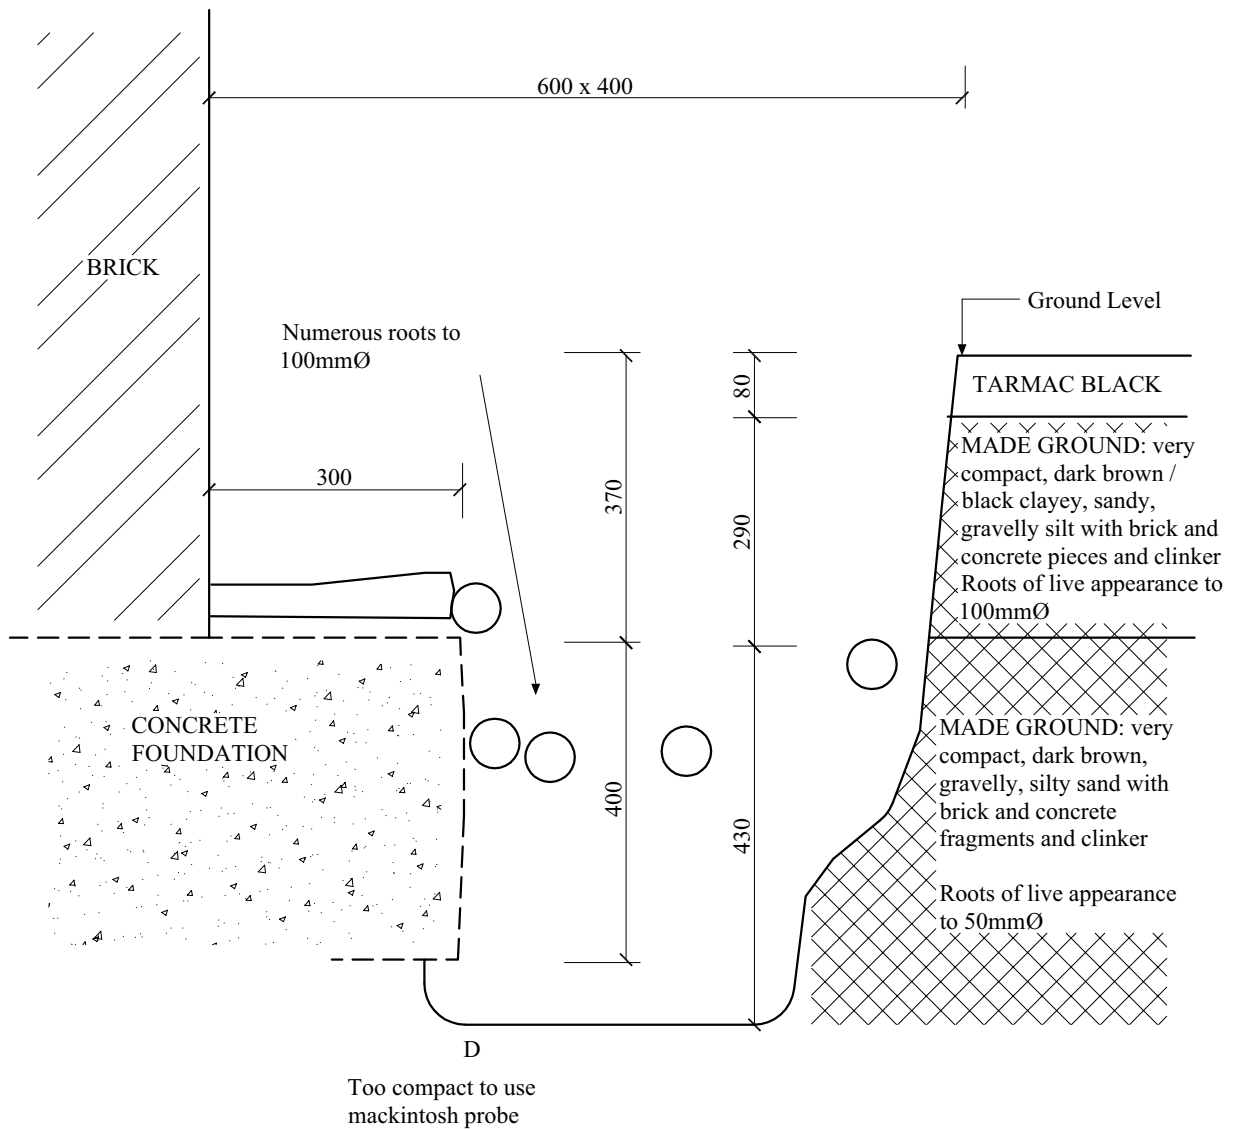 600 x 400
BRICK
Ground Level
Numerous roots to
100mmØ
80
TARMAC BLACK
MADE GROUND: very
compact, dark brown /
black clayey, sandy,
gravelly silt with brick and
concrete pieces and clinker
Roots of live appearance to
100mmØ
300
370
290
CONCRETE
FOUNDATION
400
430
MADE GROUND: very
compact, dark brown,
gravelly, silty sand with
brick and concrete
fragments and clinker
Roots of live appearance
to 50mmØ
D
Too compact to use
mackintosh probe